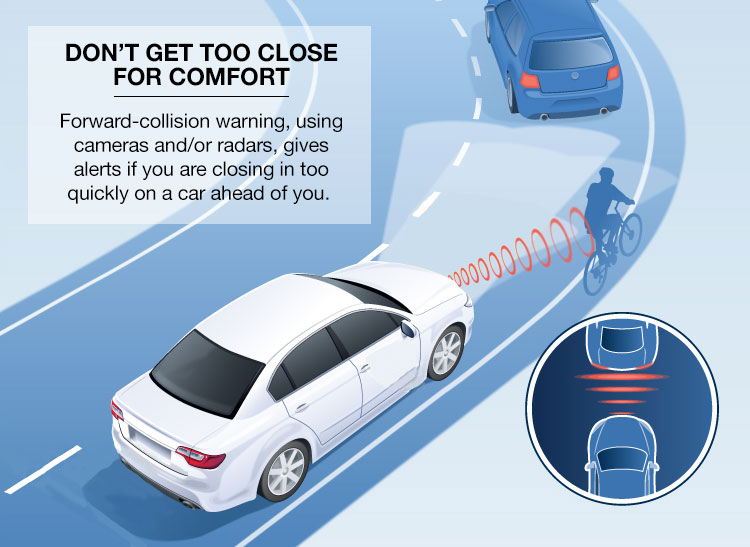 DON'T GET TOO CLOSE
FOR COMFORT
Forward-collision warning, using
cameras and/or radars, gives
alerts if you are closing in too
quickly on a car ahead of you.